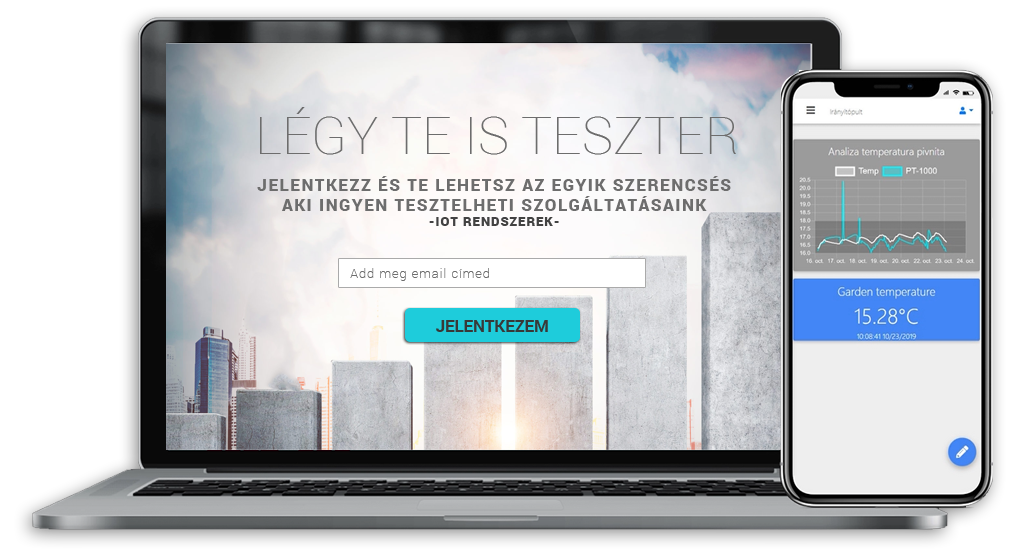 LÉGY TE IS TESZTER
JELENTKEZZ ÉS TE LEHETSZ AZ EGYIK SZERENCSÉS
AKI INGYEN TESZTELHETI SZOLGÁLTATÁSAINK
-IOT RENDSZEREK-
Add meg email címed
JELENTKEZEM
Irányítópult
Analiza temperatura pivnita
Temp PT-1000
20.5
20.0
19.5
19.0
18.5
18.0
17.5
17.0
16.5
16.0
16. oct. 17. oct. 18. oct. 19. oct. 20. oct. 21. oct. 22. oct. 23. oct. 24. oct.
Garden temperature
15.28°C
10:08:41 10/23/2019